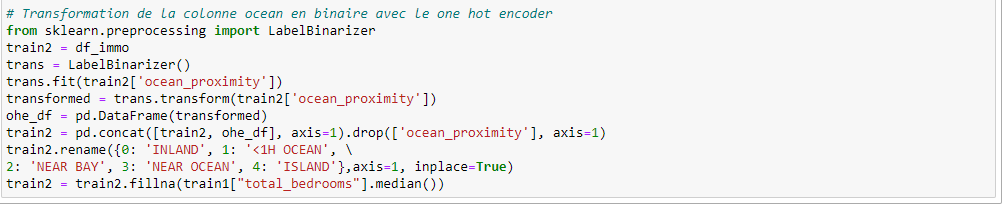 # Transformation de la colonne ocean en binaire avec le one hot encoder
from sklearn.preprocessing import LabelBinarizer
train2 = df_immo
trans = LabelBinarizer()
trans.fit(train2['ocean_proximity'])
transformed = trans.transform(train2['ocean_proximity'])
ohe_df = pd.DataFrame(transformed)
train2 = pd.concat([train2, ohe_df], axis=1).drop(['ocean_proximity'], axis=1)
train2.rename({0: 'INLAND', 1: '<1H OCEAN', \
2: 'NEAR BAY', 3: 'NEAR OCEAN', 4: 'ISLAND'},axis=1, inplace=True)
train2 = train2.fillna(train1["total_bedrooms"].median())